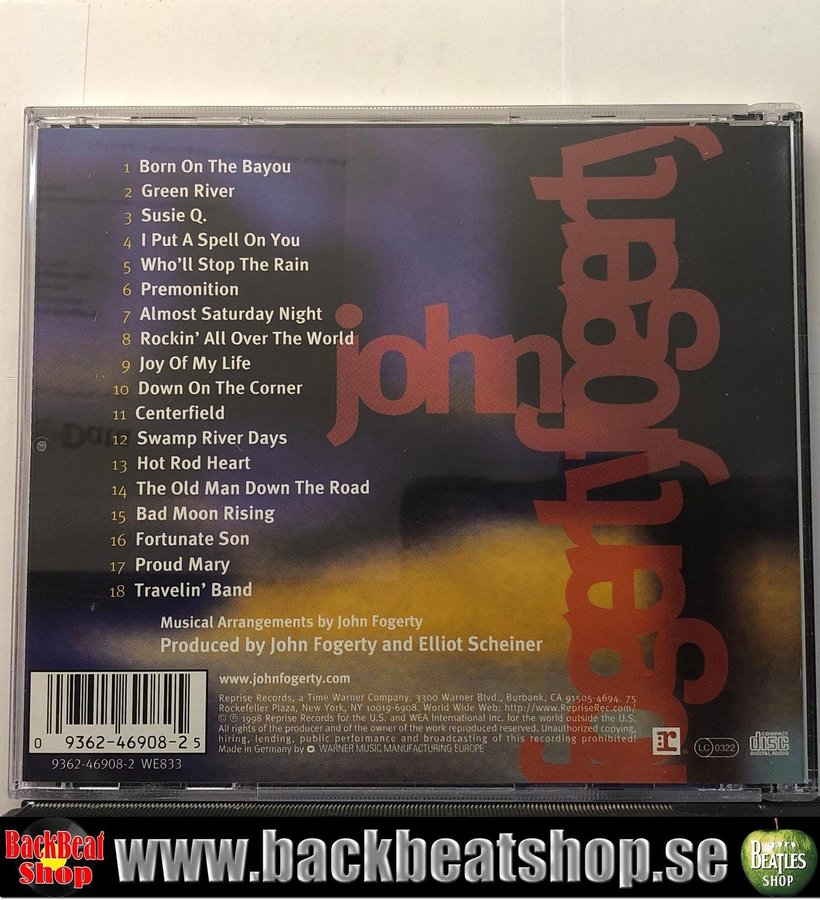 1 Born On The Bayou
2 Green River
3 Susie Q.
4 I Put A Spell On You
5 Who'll Stop The Rain
6 Premonition
7 Almost Saturday Night
8 Rockin' All Over The World
9 Joy Of My Life
10 Down On The Corner
11 Centerfield
12 Swamp River Days
13 Hot Rod Heart
14 The Old Man Down The Road
15 Bad Moon Rising
16 Fortunate Son
17 Proud Mary
18 Travelin' Band
john
fogerty
fogerty
Musical Arrangements by John Fogerty
Produced by John Fogerty and Elliot Scheiner
www.johnfogerty.com
Reprise Records, a Time Warner Company. 3300 Warner Blvd., Burbank, CA 91505-4694. 75
Rockefeller Plaza, New York, NY 10019-6908. World Wide Web: http://www.RepriseRec.com/
© ℗ 1998 Reprise Records for the U.S. and WEA International Inc. for the world outside the U.S.
All rights of the producer and of the owner of the work reproduced reserved. Unauthorized copying,
hiring, lending, public performance and broadcasting of this recording prohibited!
Made in Germany by WARNER MUSIC MANUFACTURING EUROPE
0 9362-46908-2 5
9362-46908-2 WE833
LC 0322
COMPACT
disc
DIGITAL AUDIO
BackBeat
Shop
www.backbeatshop.se
BEATLES
SHOP